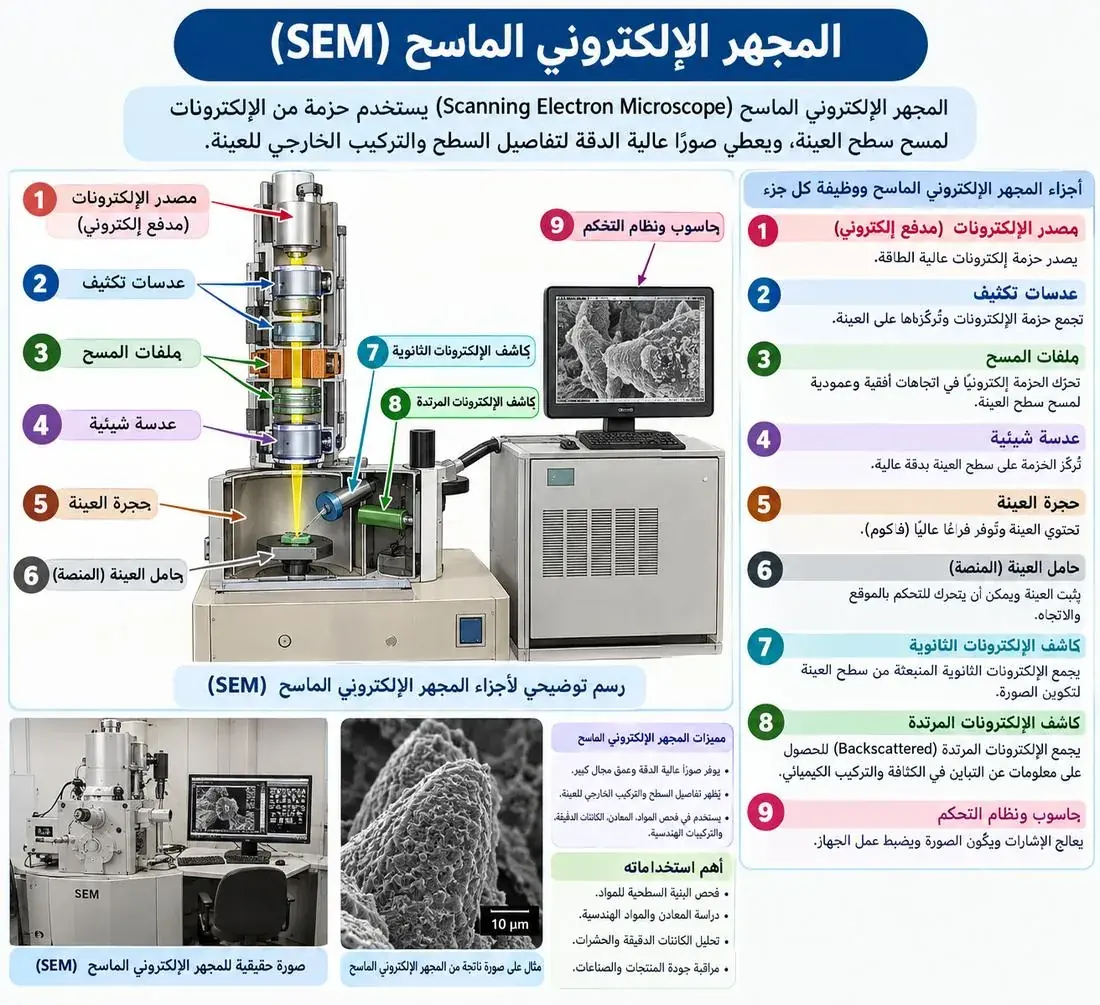 المجهر الإلكتروني الماسح (SEM)
المجهر الإلكتروني الماسح (Scanning Electron Microscope) يستخدم حزمة من الإلكترونات
لمسح سطح العينة، ويعطي صورًا عالية الدقة لتفاصيل السطح والتركيب الخارجي للعينة.
1 مصدر الإلكترونات
(مدفع إلكتروني)
2 عدسات تكثيف
3 ملفات المسح
4 عدسة شيئية
5 حجرة العينة
6 حامل العينة (المنصة)
7 كاشف الإلكترونات الثانوية
8 كاشف الإلكترونات المرتدة
9 حاسوب ونظام التحكم
رسم توضيحي لأجزاء المجهر الإلكتروني الماسح (SEM)
أجزاء المجهر الإلكتروني الماسح ووظيفة كل جزء
1 مصدر الإلكترونات (مدفع إلكتروني)
يصدر حزمة إلكترونات عالية الطاقة.
2 عدسات تكثيف
تجمع حزمة الإلكترونات وتُركّزها على العينة.
3 ملفات المسح
تحرّك الحزمة إلكترونيًا في اتجاهات أفقية وعمودية
لمسح سطح العينة.
4 عدسة شيئية
تُركّز الخزمة على سطح العينة بدقة عالية.
5 حجرة العينة
تحتوي العينة وتُوفر فراغًا عاليًا (فاكوم).
6 حامل العينة (المنصة)
يثبت العينة ويمكن أن يتحرك للتحكم بالموقع
والاتجاه.
7 كاشف الإلكترونات الثانوية
يجمع الإلكترونات الثانوية المنبعثة من سطح العينة
لتكوين الصورة.
8 كاشف الإلكترونات المرتدة
يجمع الإلكترونات المرتدة (Backscattered) للحصول
على معلومات عن التباين في الكثافة والتركيب الكيميائي.
9 حاسوب ونظام التحكم
يعالج الإشارات ويكُون الصورة ويضبط عمل الجهاز.
SEM
صورة حقيقية للمجهر الإلكتروني الماسح (SEM)
10 μm
مثال على صورة ناتجة من المجهر الإلكتروني الماسح
مميزات المجهر الإلكتروني الماسح
• يوفر صورًا عالية الدقة وعمق مجال كبير.
• يُظهر تفاصيل السطح والتركيب الخارجي للعينة.
• يستخدم في فحص المواد، المعادن، الكائنات الدقيقة،
والتركيبات الهندسية.
أهم استخداماته
• فحص البنية السطحية للمواد.
• دراسة المعادن والمواد الهندسية.
• تحليل الكائنات الدقيقة والحشرات.
• مراقبة جودة المنتجات والصناعات.